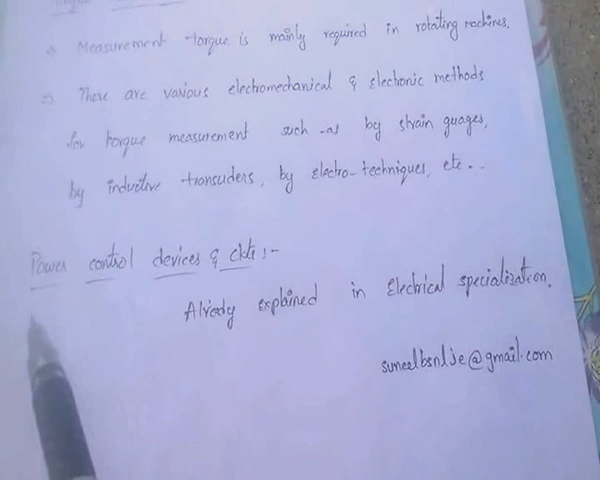 ⇒ Measurement torque is mainly required in rotating machines.
⇒ There are various electromechanical & electronic methods
for torque measurement such as by strain guages,
by inductive transuders, by electro-techniques, etc..
Power control devices & ckts :-
Already explained in Electrical specialization.
suneelbsnlje@gmail.com